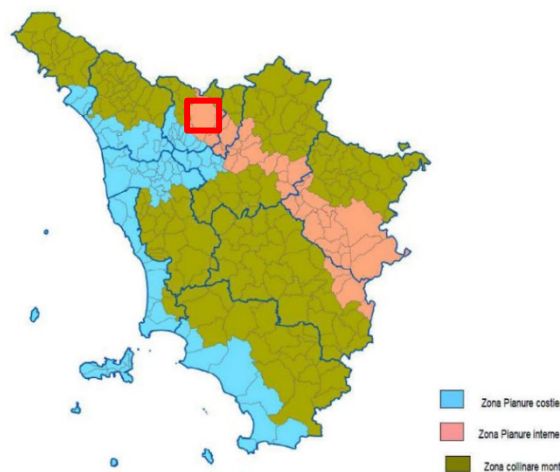 Zona Pianure costie
Zona Pianure interne
Zona collinare mont